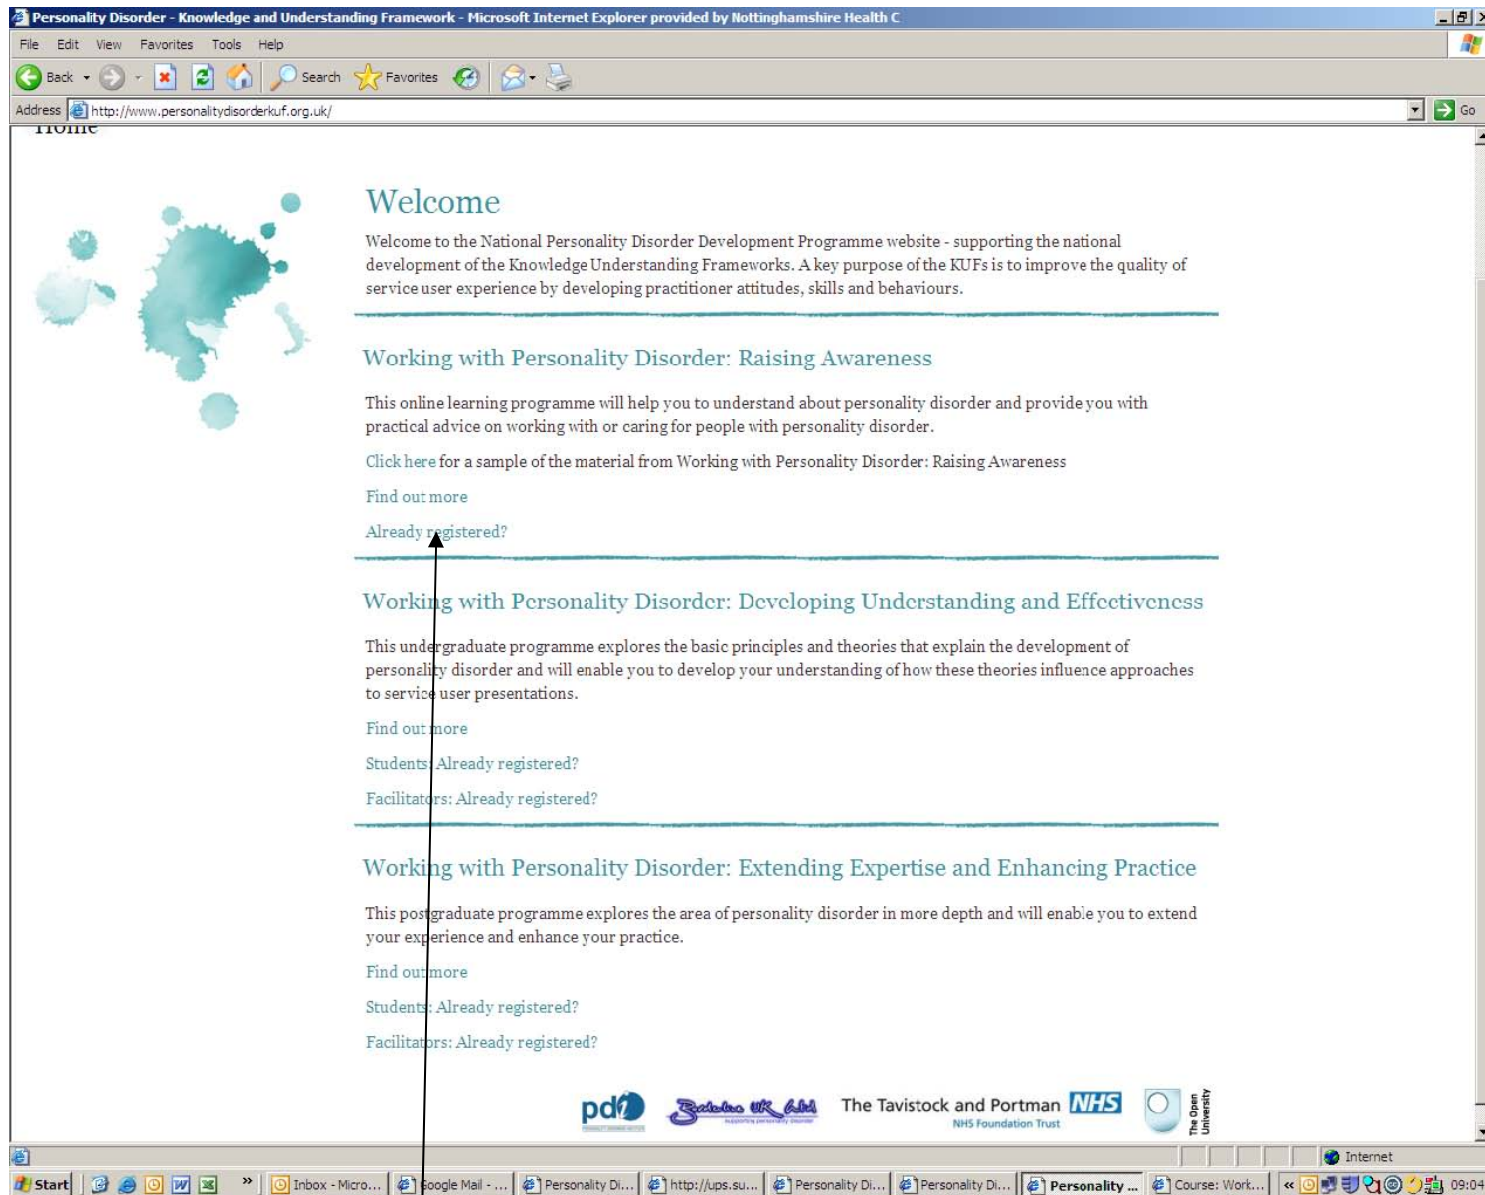 Personality Disorder - Knowledge and Understanding Framework - Microsoft Internet Explorer provided by Nottinghamshire Health C
File Edit View Favorites Tools Help
Back Search Favorites
Address http://www.personalitydisorderkuf.org.uk/ Go
Home
Welcome
Welcome to the National Personality Disorder Development Programme website - supporting the national
development of the Knowledge Understanding Frameworks. A key purpose of the KUFs is to improve the quality of
service user experience by developing practitioner attitudes, skills and behaviours.
Working with Personality Disorder: Raising Awareness
This online learning programme will help you to understand about personality disorder and provide you with
practical advice on working with or caring for people with personality disorder.
Click here for a sample of the material from Working with Personality Disorder: Raising Awareness
Find out more
Already registered?
Working with Personality Disorder: Developing Understanding and Effectiveness
This undergraduate programme explores the basic principles and theories that explain the development of
personality disorder and will enable you to develop your understanding of how these theories influence approaches
to service user presentations.
Find out more
Students: Already registered?
Facilitators: Already registered?
Working with Personality Disorder: Extending Expertise and Enhancing Practice
This postgraduate programme explores the area of personality disorder in more depth and will enable you to extend
your experience and enhance your practice.
Find out more
Students: Already registered?
Facilitators: Already registered?
pdi
The Tavistock and Portman NHS
NHS Foundation Trust
The Open
University
Internet
Start » Inbox - Micro... Google Mail - ... Personality Di... http://ups.su... Personality Di... Personality Di... Personality ... Course: Work... « 09:04